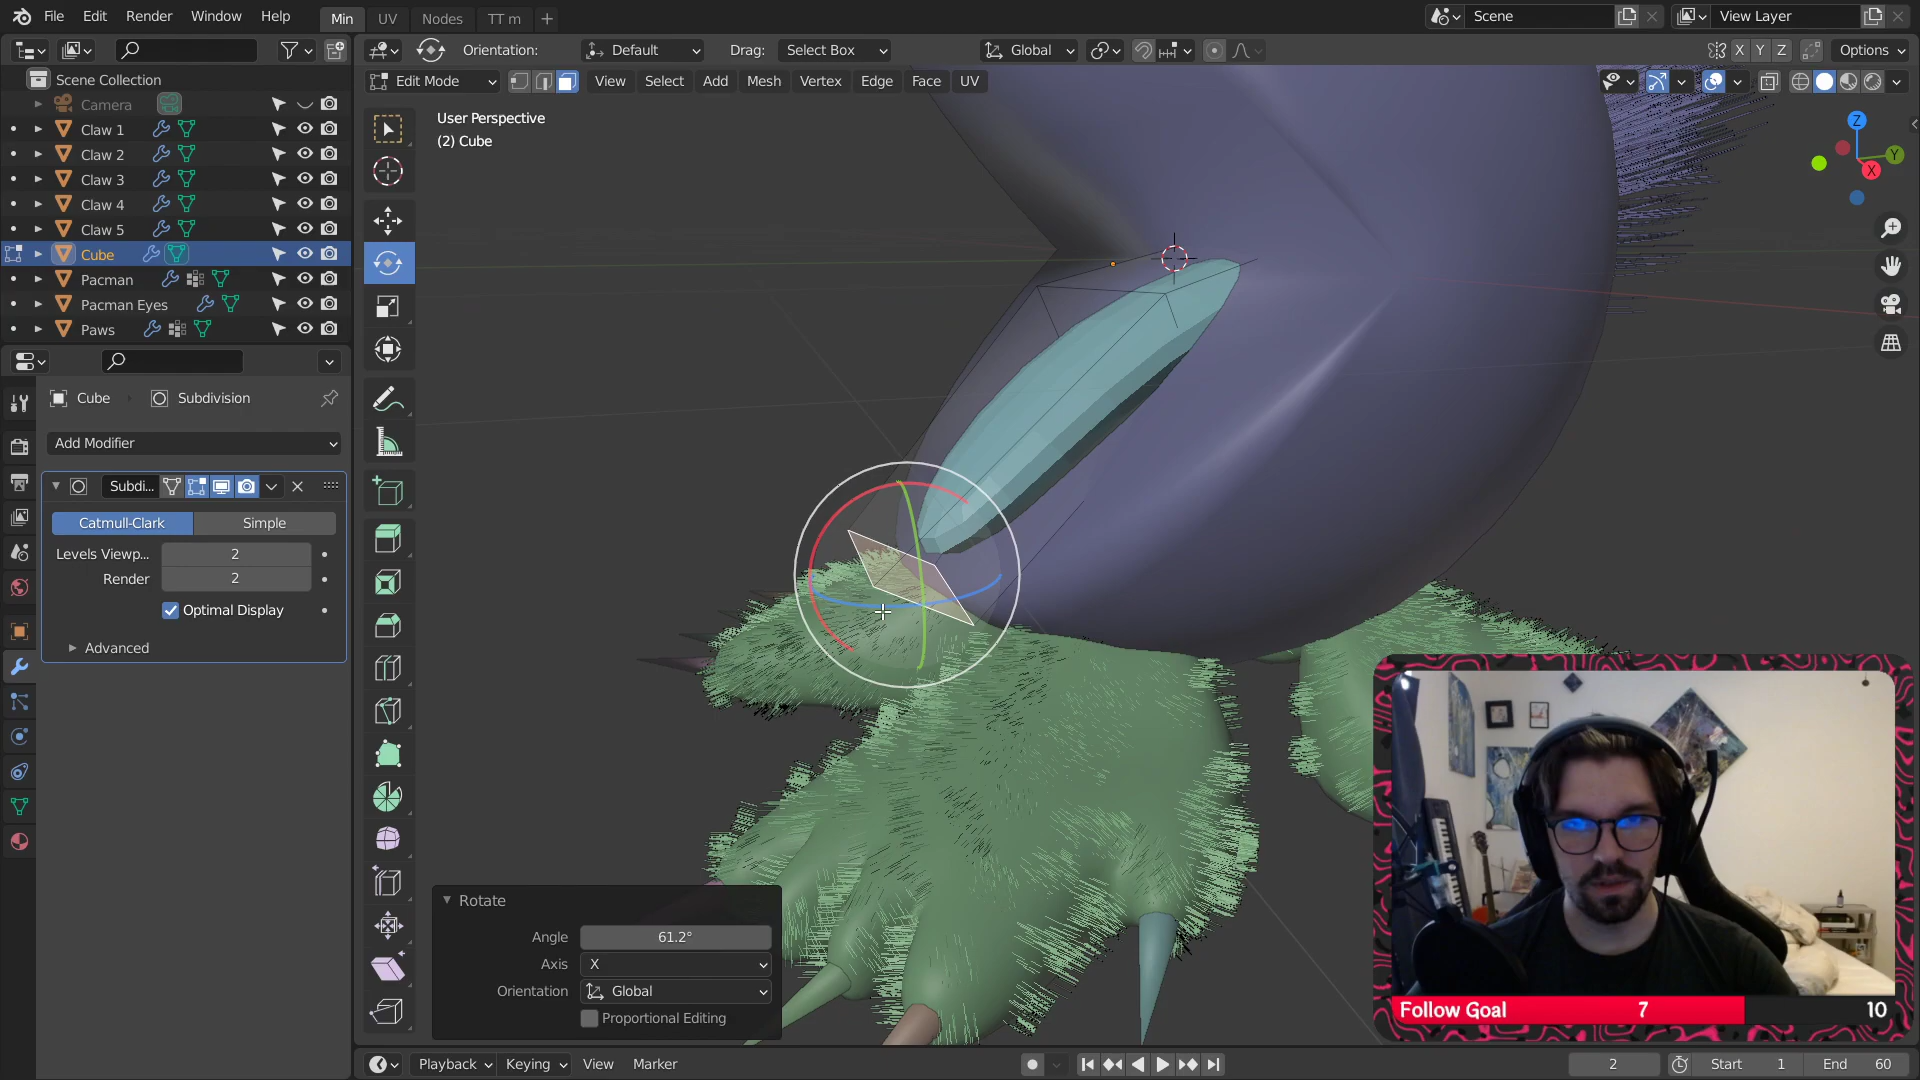 File Edit Render Window Help Min UV Nodes TT m + Scene View Layer
Orientation: Default Drag: Select Box Global X Y Z Options
Edit Mode View Select Add Mesh Vertex Edge Face UV
Scene Collection
Camera
Claw 1
Claw 2
Claw 3
Claw 4
Claw 5
Cube
Pacman
Pacman Eyes
Paws
User Perspective
(2) Cube
Z
Y
X
Cube Subdivision
Add Modifier
Subdi...
Catmull-Clark Simple
Levels Viewp... 2
Render 2
Optimal Display
Advanced
Rotate
Angle 61.2°
Axis X
Orientation Global
Proportional Editing
Follow Goal 7 10
Playback Keying View Marker 2 Start 1 End 60